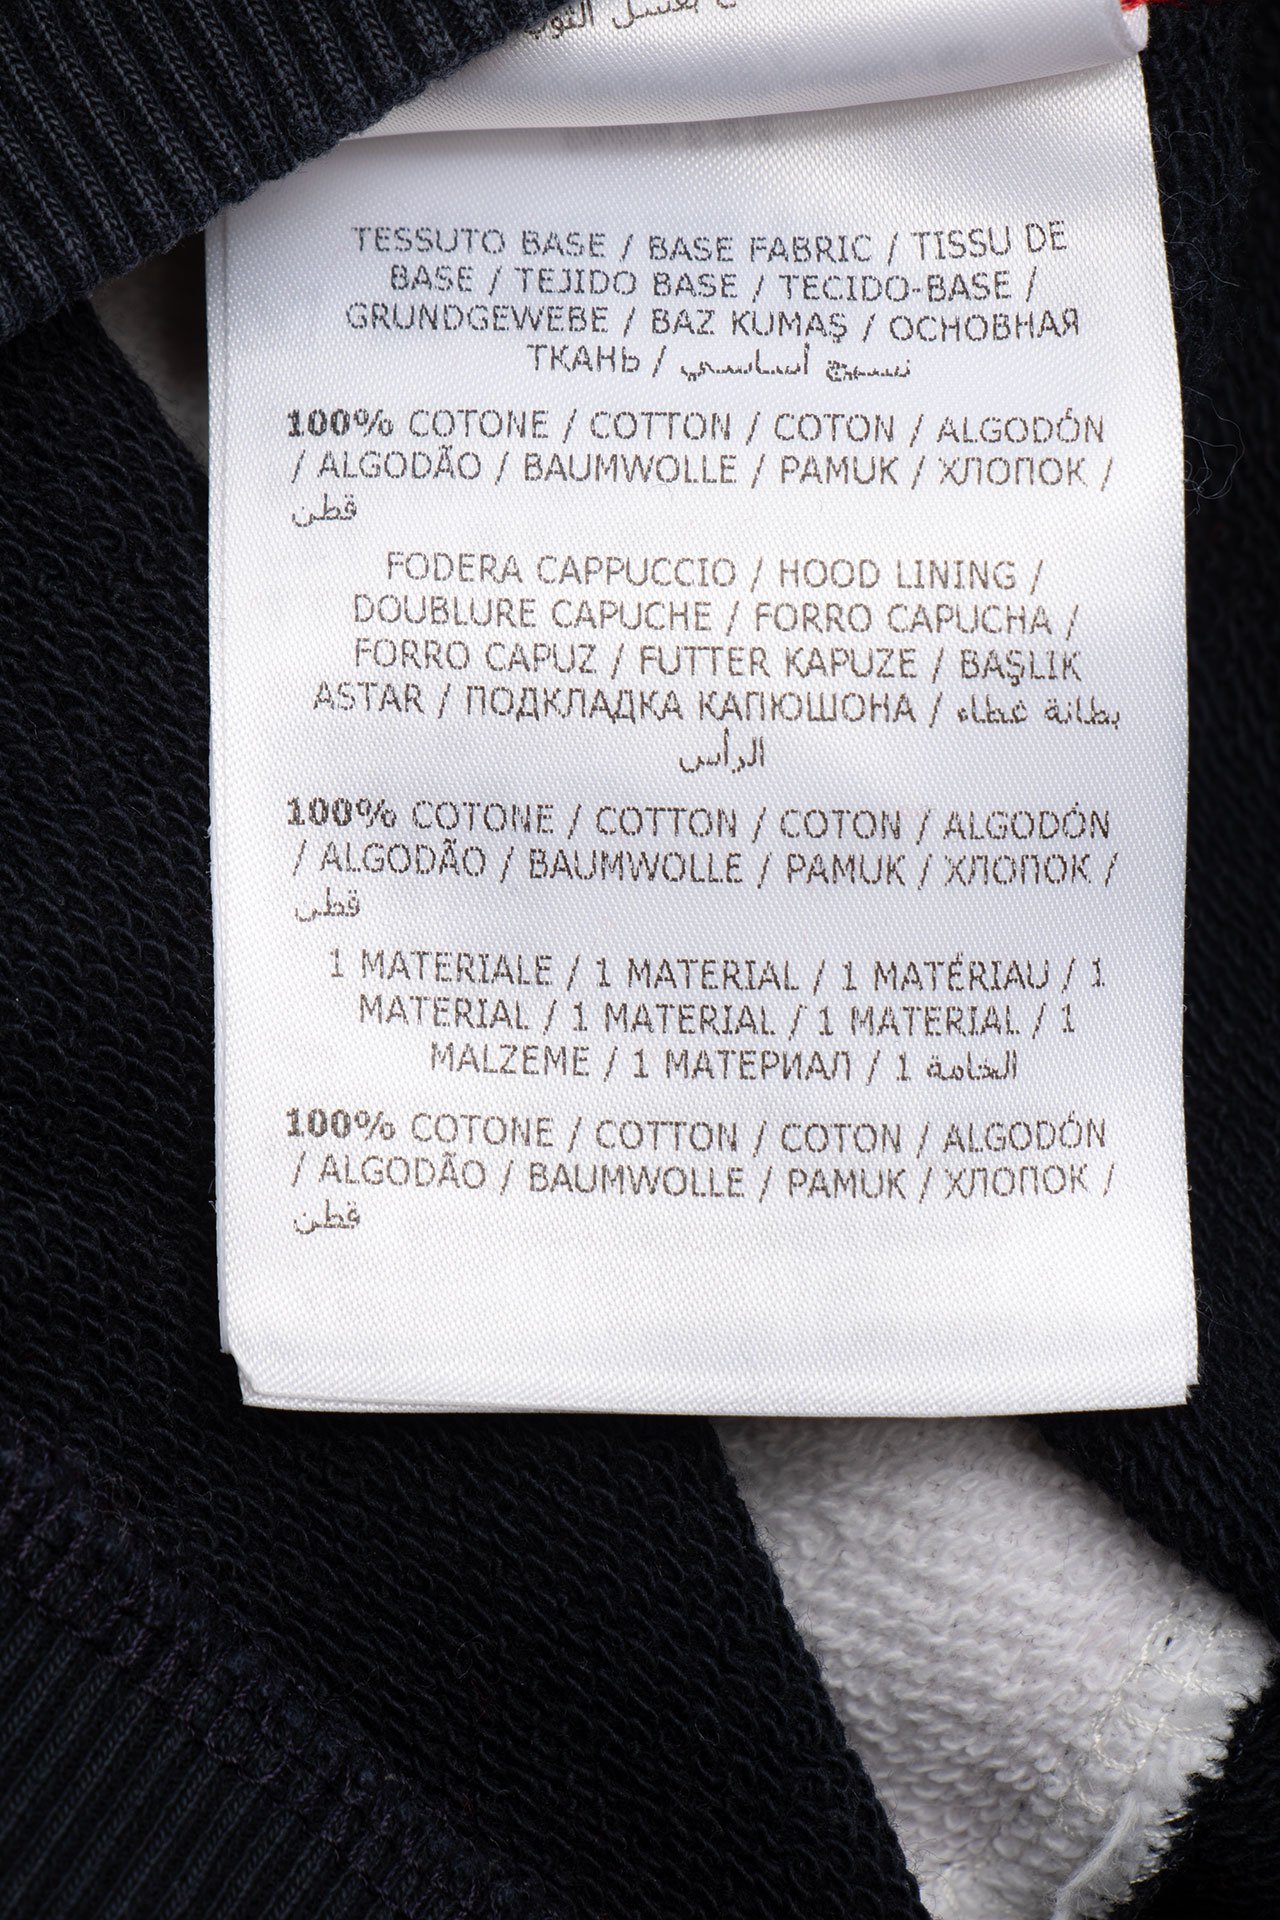 يغسل الثوب
TESSUTO BASE / BASE FABRIC / TISSU DE
BASE / TEJIDO BASE / TECIDO-BASE /
GRUNDGEWEBE / BAZ KUMAŞ / ОСНОВНАЯ
ТКАНЬ / نسيج أساسي
100% COTONE / COTTON / COTON / ALGODÓN
/ ALGODÃO / BAUMWOLLE / PAMUK / ХЛОПОК /
قطن
FODERA CAPPUCCIO / HOOD LINING /
DOUBLURE CAPUCHE / FORRO CAPUCHA /
FORRO CAPUZ / FUTTER KAPUZE / BAŞLIK
ASTAR / ПОДКЛАДКА КАПЮШОНА / بطانة غطاء
الرأس
100% COTONE / COTTON / COTON / ALGODÓN
/ ALGODÃO / BAUMWOLLE / PAMUK / ХЛОПОК /
قطن
1 MATERIALE / 1 MATERIAL / 1 MATÉRIAU / 1
MATERIAL / 1 MATERIAL / 1 MATERIAL / 1
MALZEME / 1 МАТЕРИАЛ / 1 الخامة
100% COTONE / COTTON / COTON / ALGODÓN
/ ALGODÃO / BAUMWOLLE / PAMUK / ХЛОПОК /
قطن